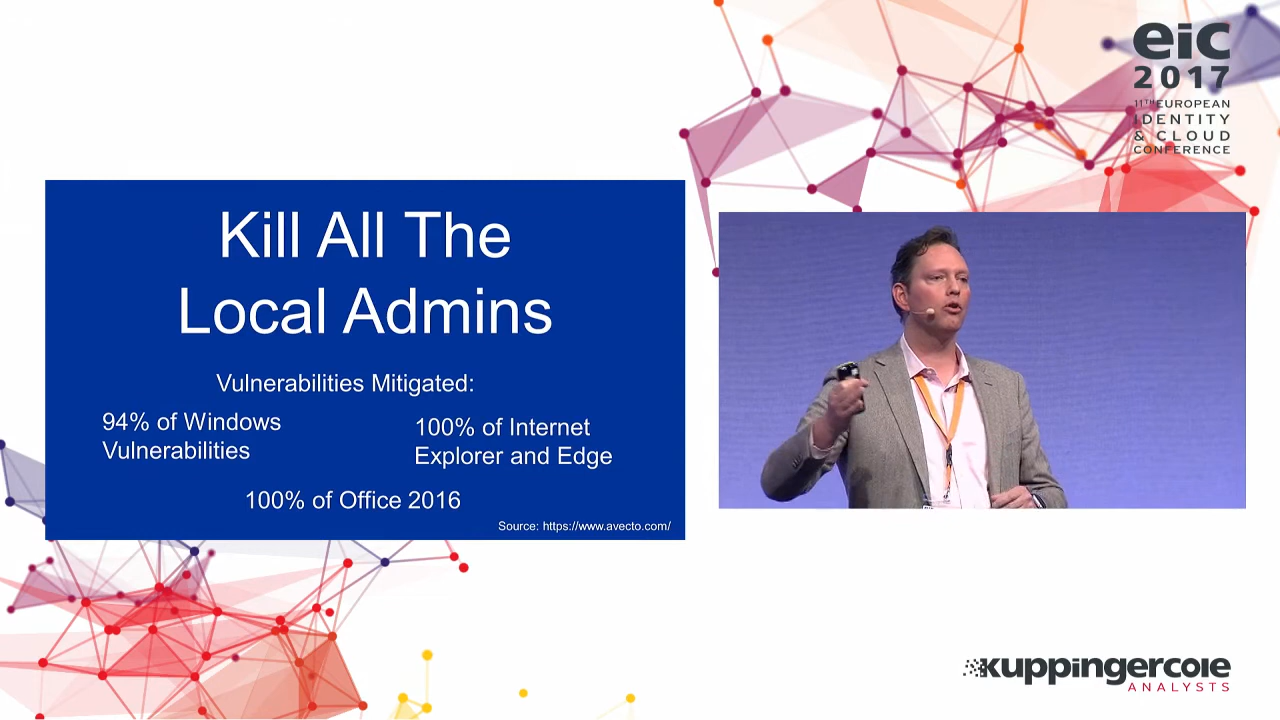 eic
2017
11TH EUROPEAN
IDENTITY
& CLOUD
CONFERENCE
Kill All The
Local Admins
Vulnerabilities Mitigated:
94% of Windows
Vulnerabilities
100% of Internet
Explorer and Edge
100% of Office 2016
Source: https://www.avecto.com/
kuppingercole
ANALYSTS